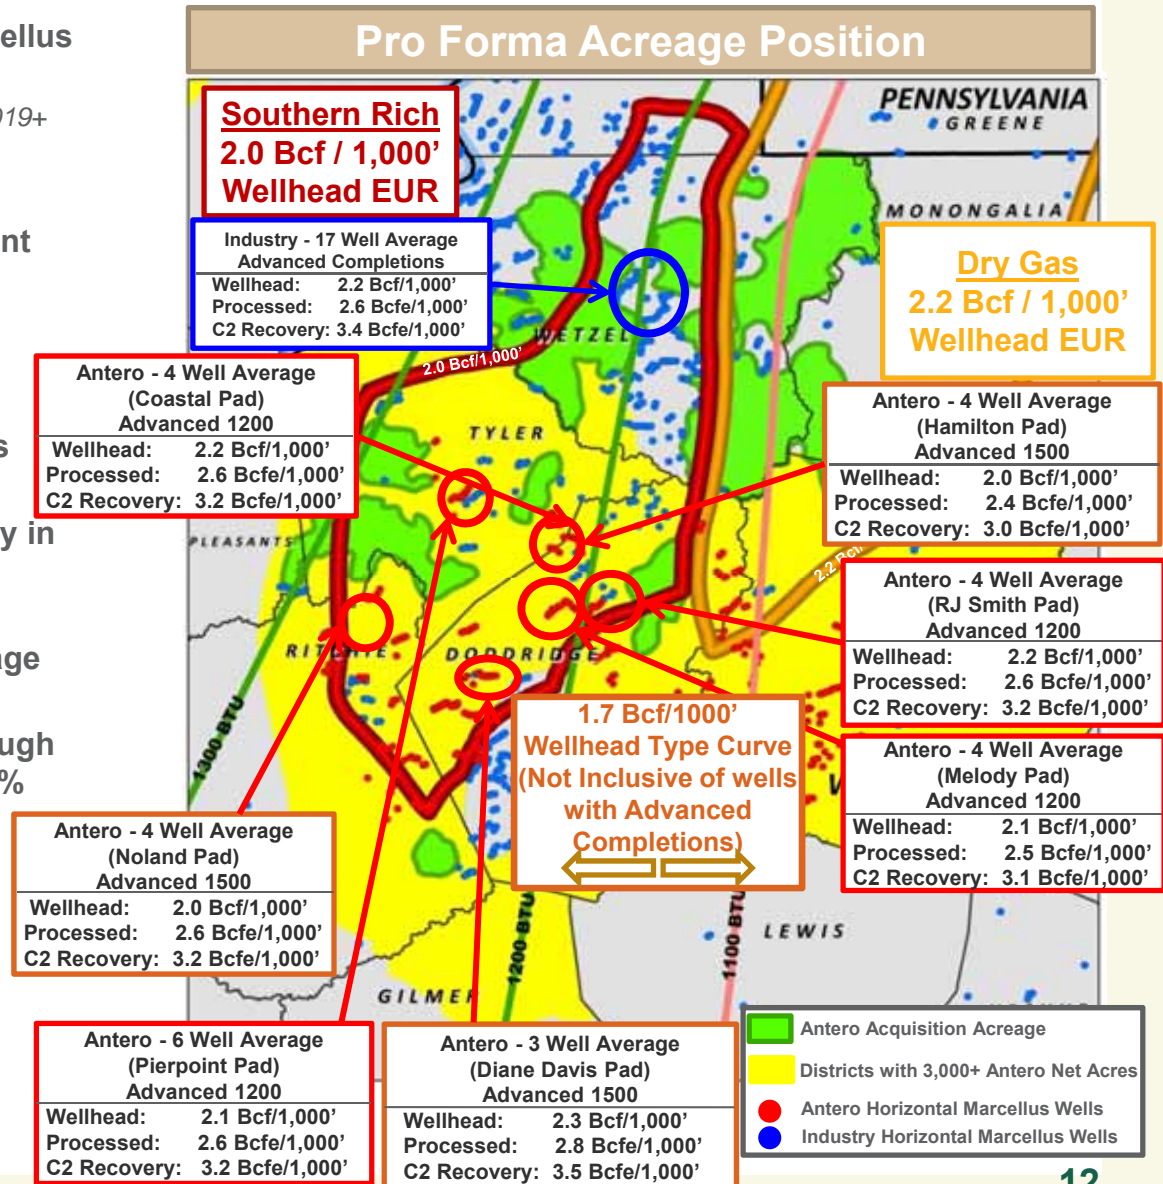 ellus
019+
nt
s
y in
age
ugh
%
Pro Forma Acreage Position
Southern Rich
2.0 Bcf / 1,000’
Wellhead EUR
PENNSYLVANIA
GREENE
MONONGALIA
Industry - 17 Well Average
Advanced Completions
Wellhead: 2.2 Bcf/1,000’
Processed: 2.6 Bcfe/1,000’
C2 Recovery: 3.4 Bcfe/1,000’
Dry Gas
2.2 Bcf / 1,000’
Wellhead EUR
WETZEL
2.0 Bcf/1,000’
Antero - 4 Well Average
(Coastal Pad)
Advanced 1200
Wellhead: 2.2 Bcf/1,000’
Processed: 2.6 Bcfe/1,000’
C2 Recovery: 3.2 Bcfe/1,000’
Antero - 4 Well Average
(Hamilton Pad)
Advanced 1500
Wellhead: 2.0 Bcf/1,000’
Processed: 2.4 Bcfe/1,000’
C2 Recovery: 3.0 Bcfe/1,000’
TYLER
PLEASANTS
2.2 Bcf/
Antero - 4 Well Average
(RJ Smith Pad)
Advanced 1200
Wellhead: 2.2 Bcf/1,000’
Processed: 2.6 Bcfe/1,000’
C2 Recovery: 3.2 Bcfe/1,000’
RITCHIE
DODDRIDGE
1300 BTU
1.7 Bcf/1000’
Wellhead Type Curve
(Not Inclusive of wells
with Advanced
Completions)
Antero - 4 Well Average
(Melody Pad)
Advanced 1200
Wellhead: 2.1 Bcf/1,000’
Processed: 2.5 Bcfe/1,000’
C2 Recovery: 3.1 Bcfe/1,000’
Antero - 4 Well Average
(Noland Pad)
Advanced 1500
Wellhead: 2.0 Bcf/1,000’
Processed: 2.6 Bcfe/1,000’
C2 Recovery: 3.2 Bcfe/1,000’
1200 BTU
1100 BTU
LEWIS
GILMER
Antero - 6 Well Average
(Pierpoint Pad)
Advanced 1200
Wellhead: 2.1 Bcf/1,000’
Processed: 2.6 Bcfe/1,000’
C2 Recovery: 3.2 Bcfe/1,000’
Antero - 3 Well Average
(Diane Davis Pad)
Advanced 1500
Wellhead: 2.3 Bcf/1,000’
Processed: 2.8 Bcfe/1,000’
C2 Recovery: 3.5 Bcfe/1,000’
Antero Acquisition Acreage
Districts with 3,000+ Antero Net Acres
Antero Horizontal Marcellus Wells
Industry Horizontal Marcellus Wells
12